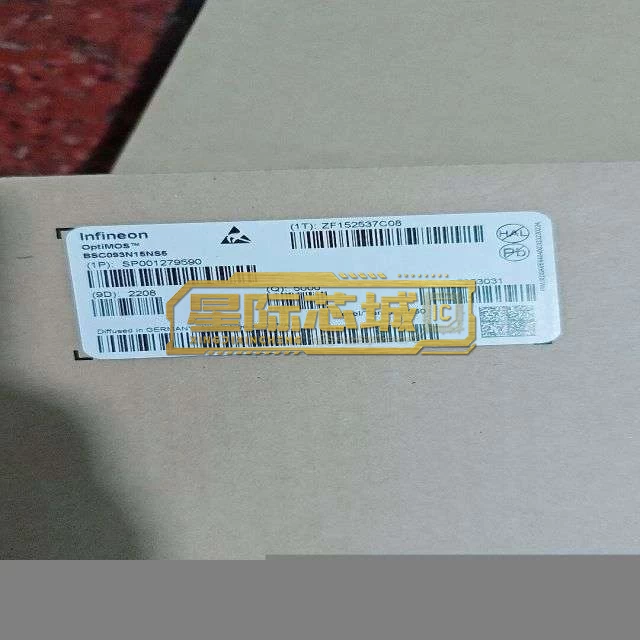 Infineon
OptiMOS™
BSC093N15NS5
(1P): SP001279590
(1T): ZF152537C08
HAL
Pb
(9D): 2208
(Q): 5000
3031
星际芯城 IC
Diffused in GERMANY